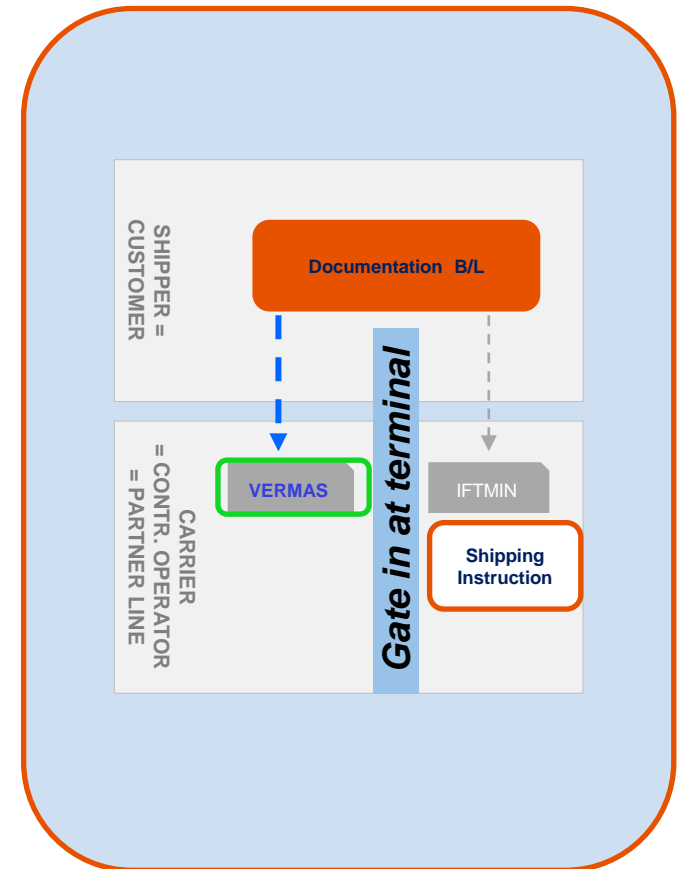 SHIPPER =
CUSTOMER
Documentation B/L
Gate in at terminal
CARRIER
= CONTR. OPERATOR
= PARTNER LINE
VERMAS
IFTMIN
Shipping
Instruction